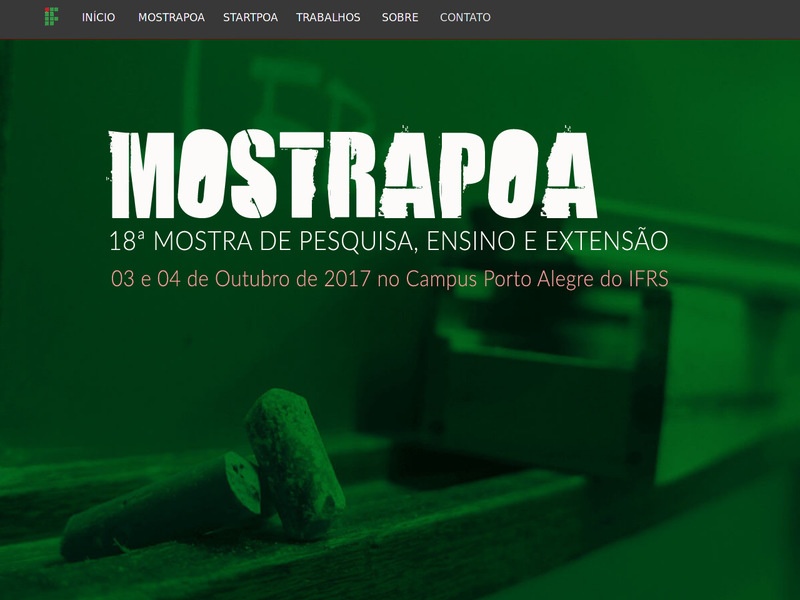 INÍCIO MOSTRAPOA STARTPOA TRABALHOS SOBRE CONTATO
MOSTRAPOA
18ª MOSTRA DE PESQUISA, ENSINO E EXTENSÃO
03 e 04 de Outubro de 2017 no Campus Porto Alegre do IFRS